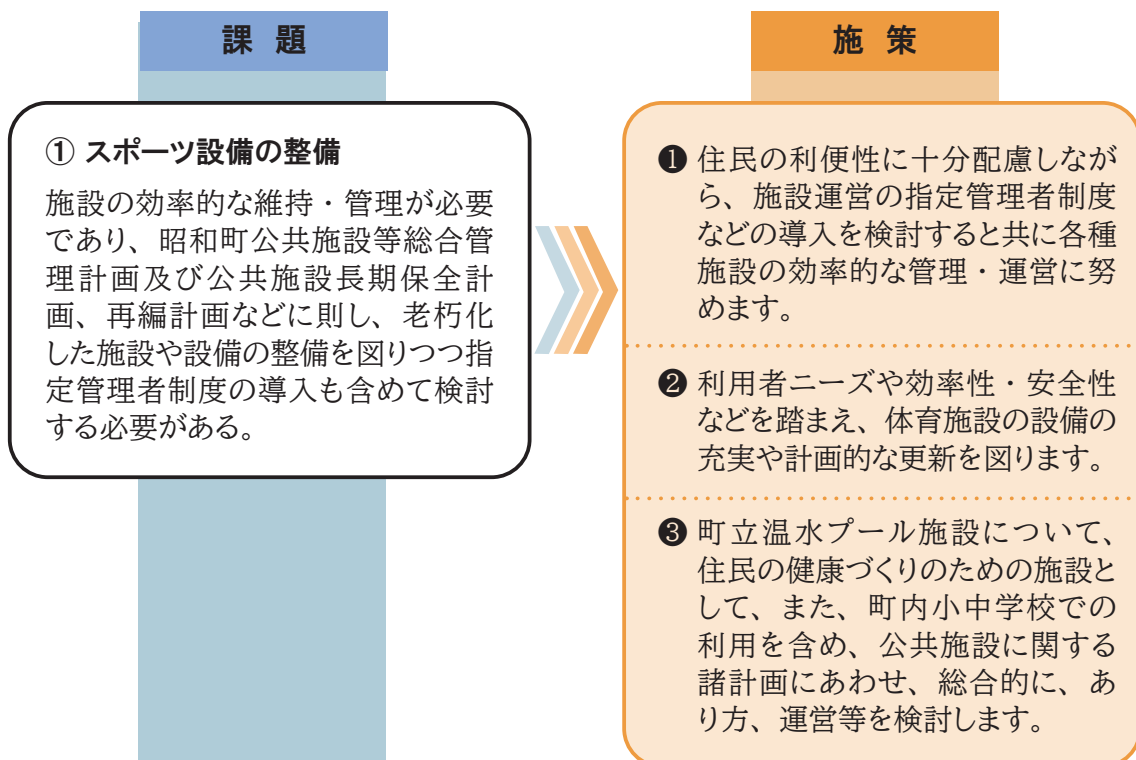 課 題
① スポーツ設備の整備
施設の効率的な維持・管理が必要
であり、昭和町公共施設等総合管
理計画及び公共施設長期保全計
画、再編計画などに則し、老朽化
した施設や設備の整備を図りつつ指
定管理者制度の導入も含めて検討
する必要がある。
施 策
❶ 住民の利便性に十分配慮しなが
ら、施設運営の指定管理者制度
などの導入を検討すると共に各種
施設の効率的な管理・運営に努
めます。
❷ 利用者ニーズや効率性・安全性
などを踏まえ、体育施設の設備の
充実や計画的な更新を図ります。
❸ 町立温水プール施設について、
住民の健康づくりのための施設と
して、また、町内小中学校での
利用を含め、公共施設に関する
諸計画にあわせ、総合的に、あ
り方、運営等を検討します。